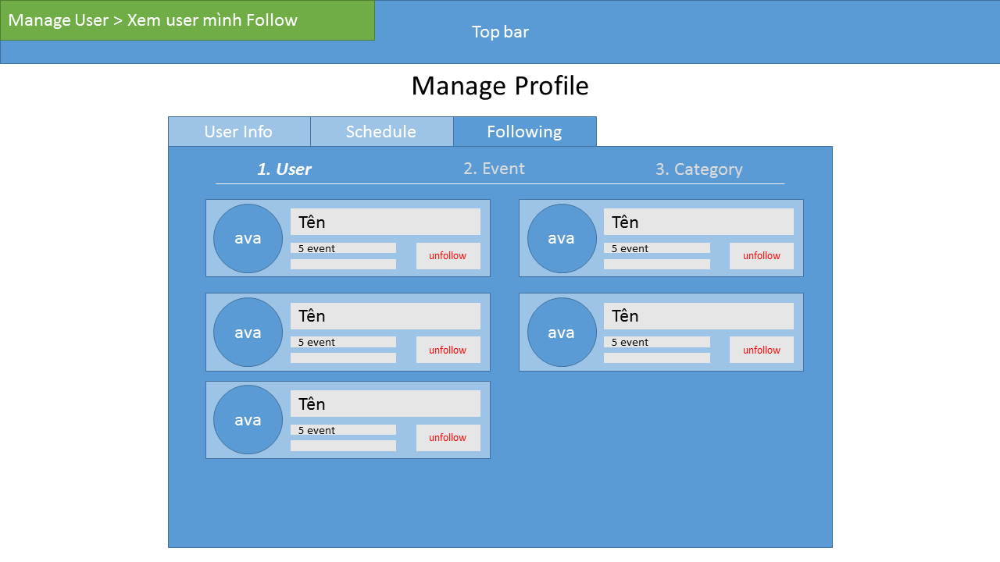 Manage User > Xem user mình Follow
Top bar
Manage Profile
User Info
Schedule
Following
1. User
2. Event
3. Category
ava
Tên
5 event
unfollow
ava
Tên
5 event
unfollow
ava
Tên
5 event
unfollow
ava
Tên
5 event
unfollow
ava
Tên
5 event
unfollow